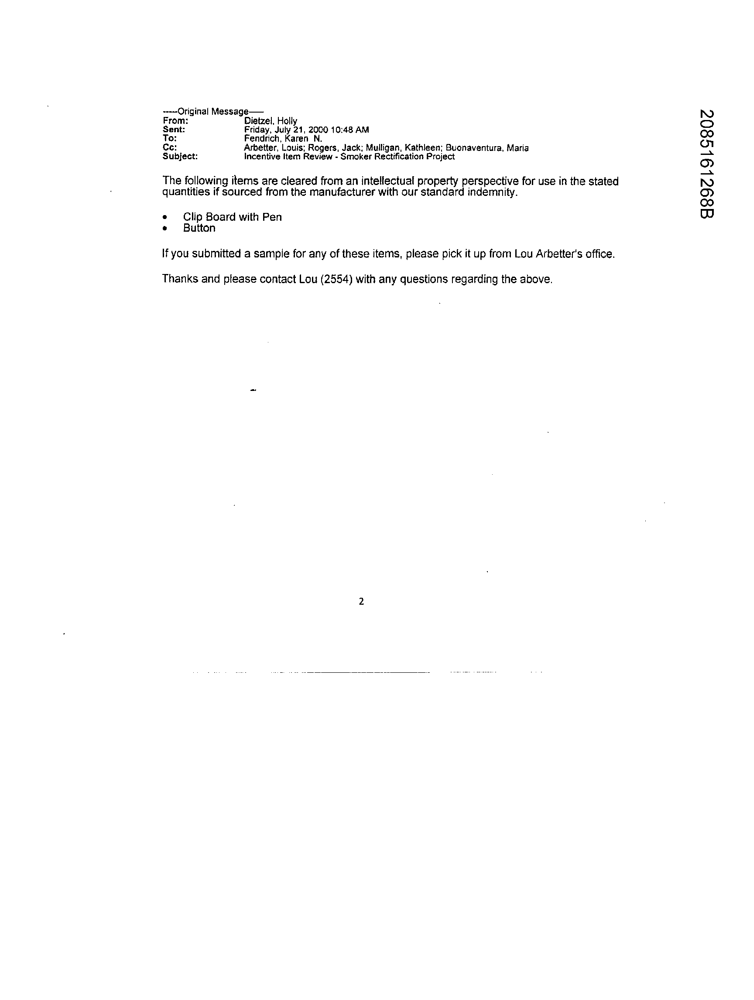 -----Original Message-----
From: Dietzel, Holly
Sent: Friday, July 21, 2000 10:48 AM
To: Fendrich, Karen N.
Cc: Arbetter, Louis; Rogers, Jack; Mulligan, Kathleen; Buonaventura, Maria
Subject: Incentive Item Review - Smoker Rectification Project
The following items are cleared from an intellectual property perspective for use in the stated
quantities if sourced from the manufacturer with our standard indemnity.
• Clip Board with Pen
• Button
If you submitted a sample for any of these items, please pick it up from Lou Arbetter's office.
Thanks and please contact Lou (2554) with any questions regarding the above.
2
2085161268B